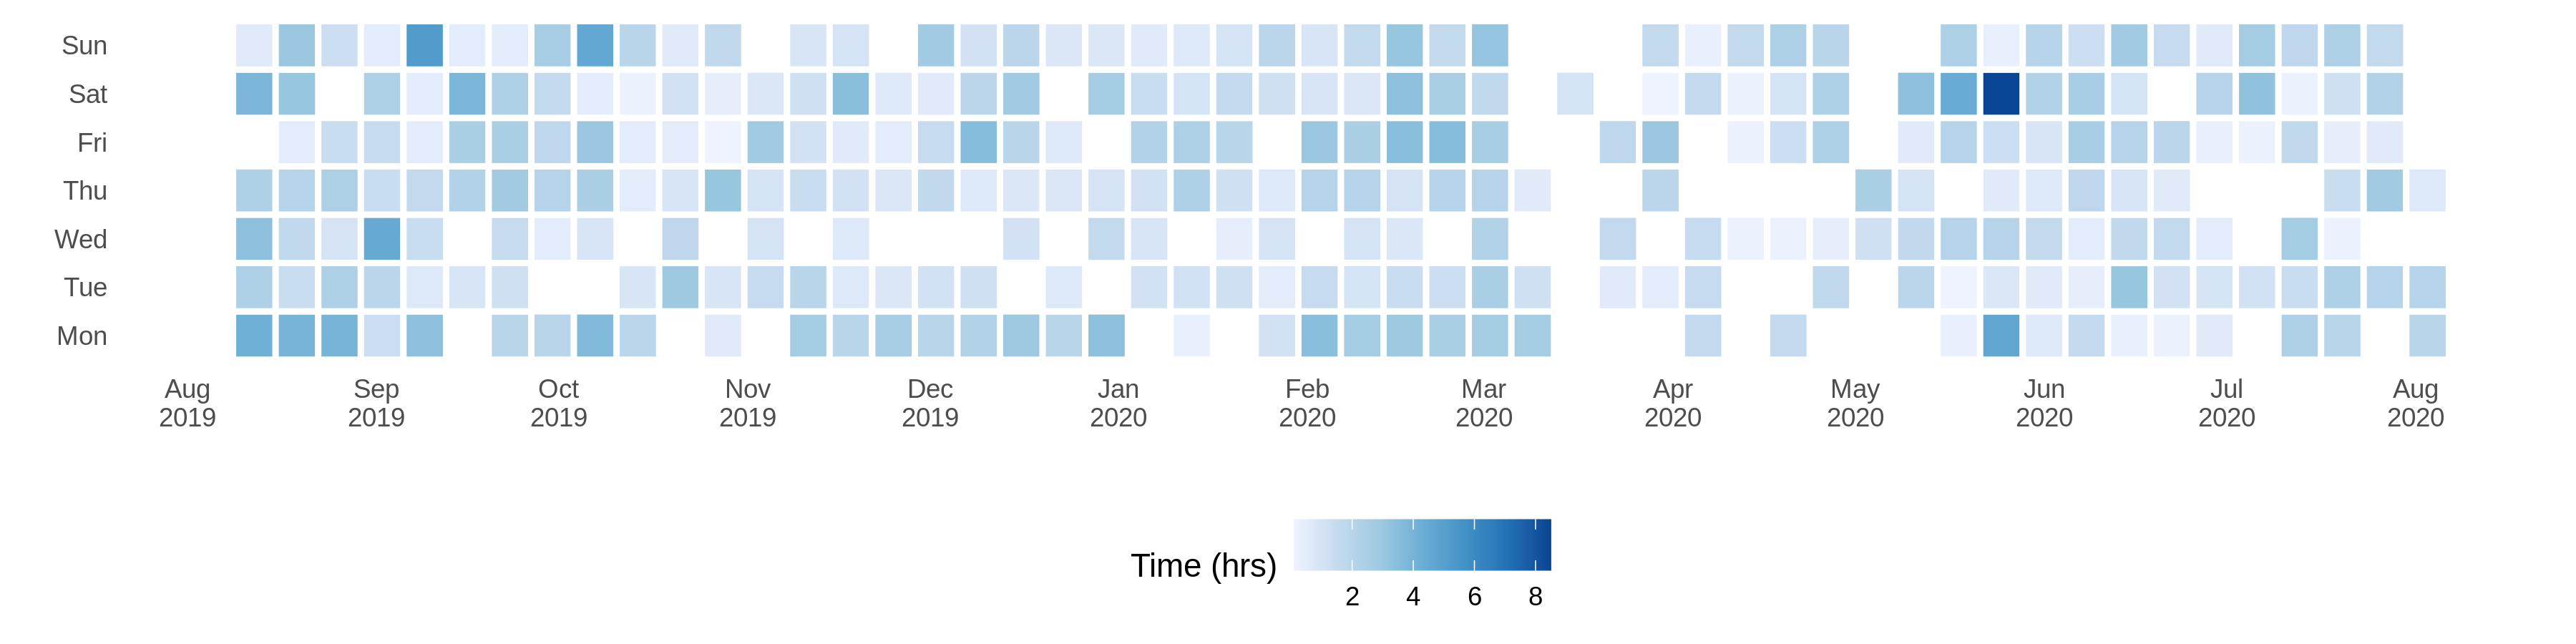 Sun
Sat
Fri
Thu
Wed
Tue
Mon
Aug 2019
Sep 2019
Oct 2019
Nov 2019
Dec 2019
Jan 2020
Feb 2020
Mar 2020
Apr 2020
May 2020
Jun 2020
Jul 2020
Aug 2020
Time (hrs)
2 4 6 8